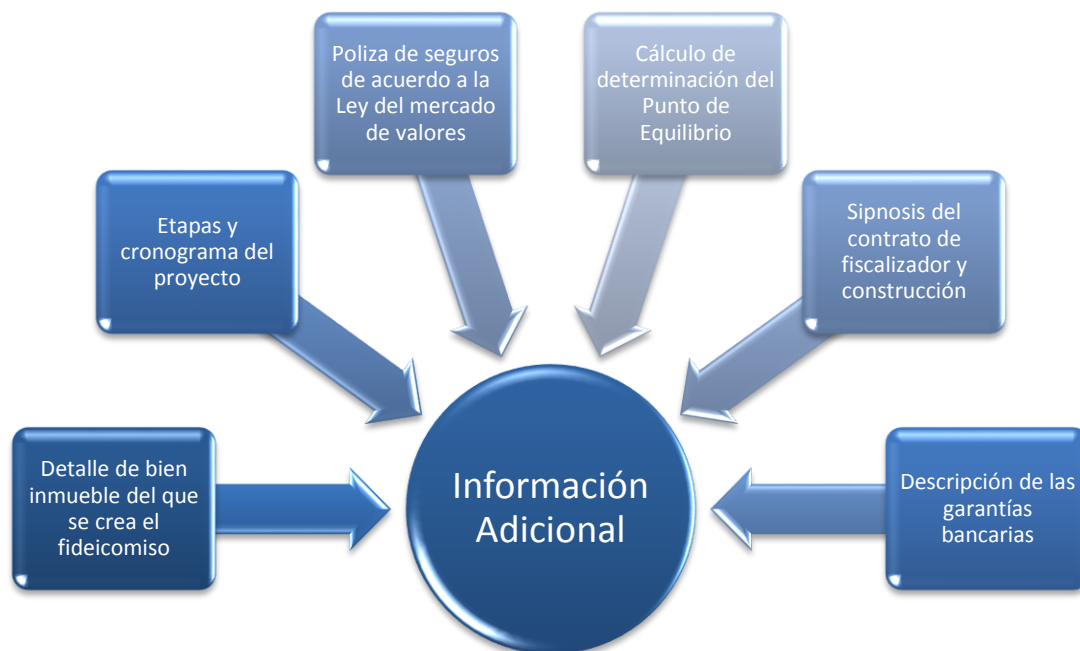 Detalle de bien
inmueble del que
se crea el
fideicomiso
Etapas y
cronograma del
proyecto
Poliza de seguros
de acuerdo a la
Ley del mercado
de valores
Cálculo de
determinación del
Punto de
Equilibrio
Sipnosis del
contrato de
fiscalizador y
construcción
Descripción de las
garantías
bancarias
Información
Adicional